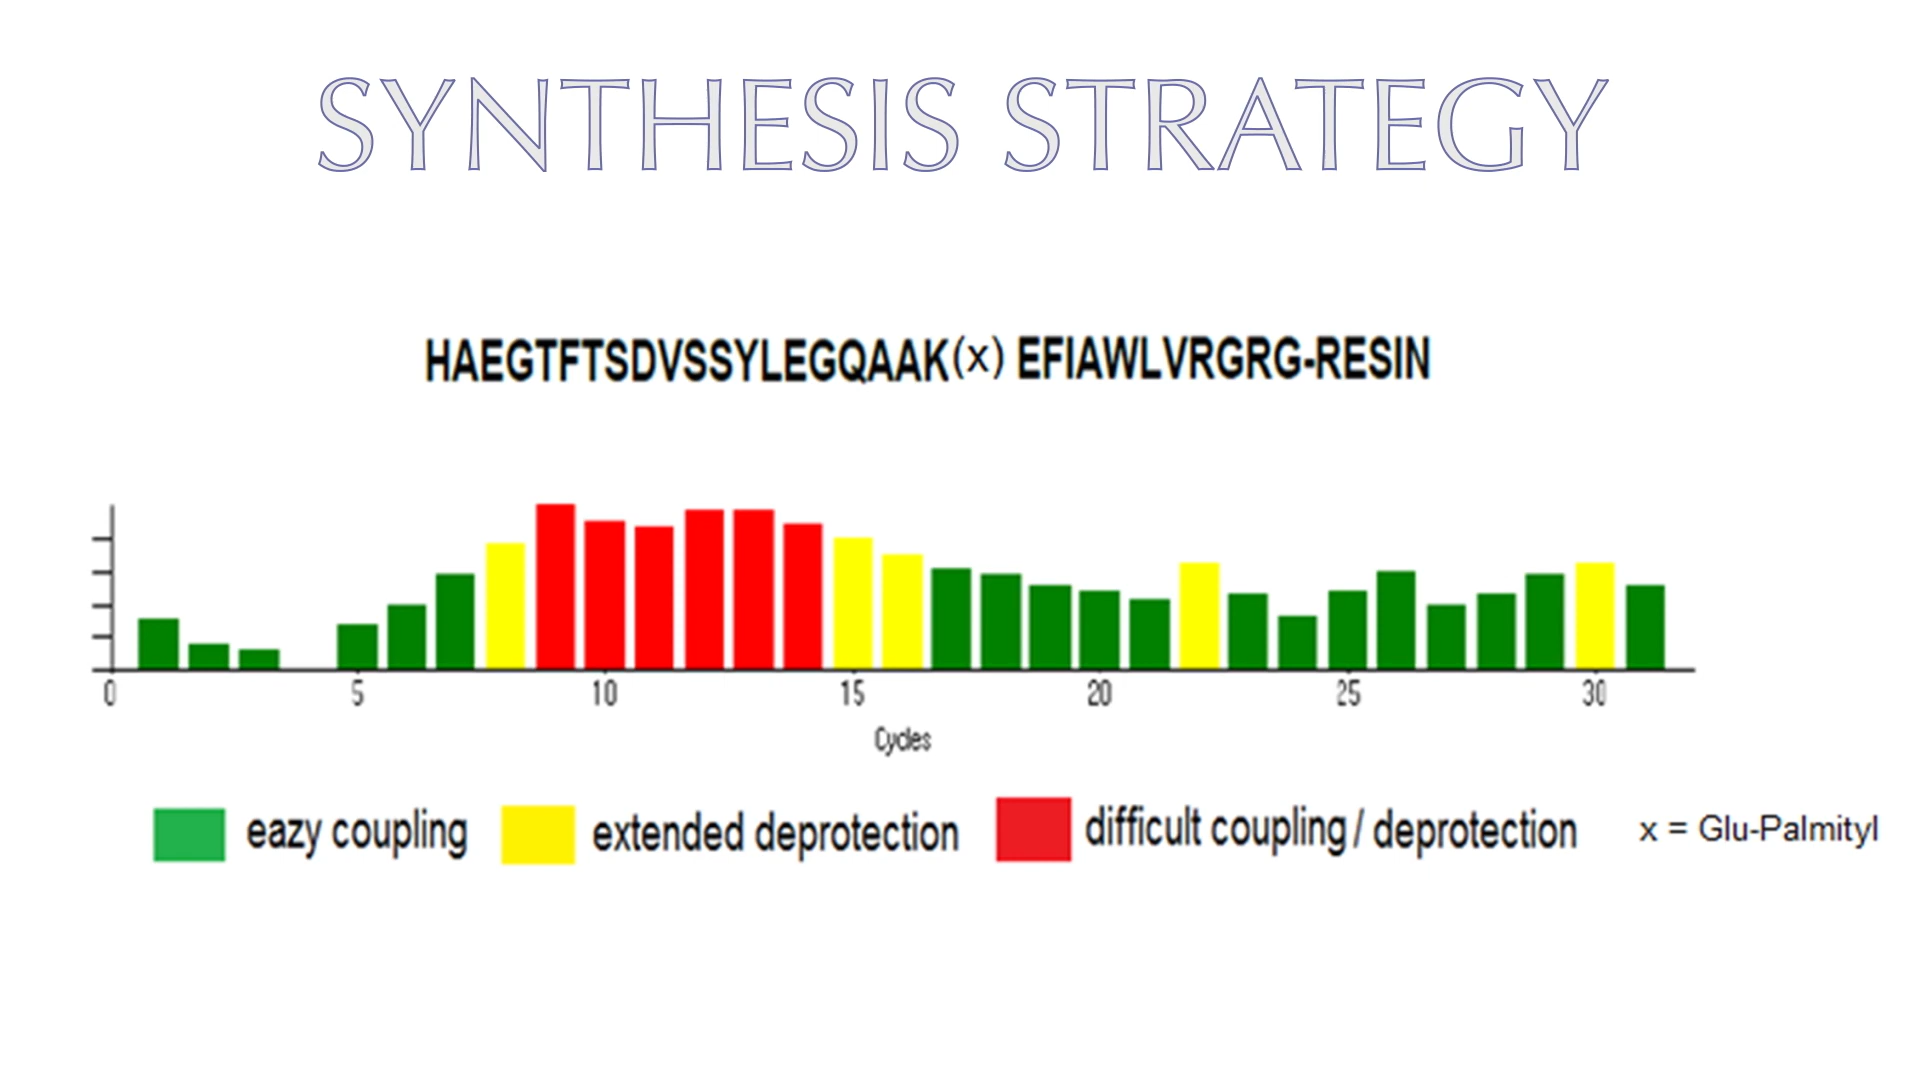 SYNTHESIS STRATEGY
HAEGTFTSDVSSYLEGQAAK(x) EFIAWLVRGRG-RESIN
0 5 10 15 20 25 30
Cycles
eazy coupling extended deprotection difficult coupling / deprotection x = Glu-Palmityl